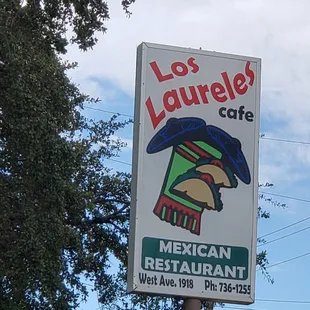 Los
Laureles
cafe
MEXICAN
RESTAURANT
West Ave. 1918 Ph: 736-1255